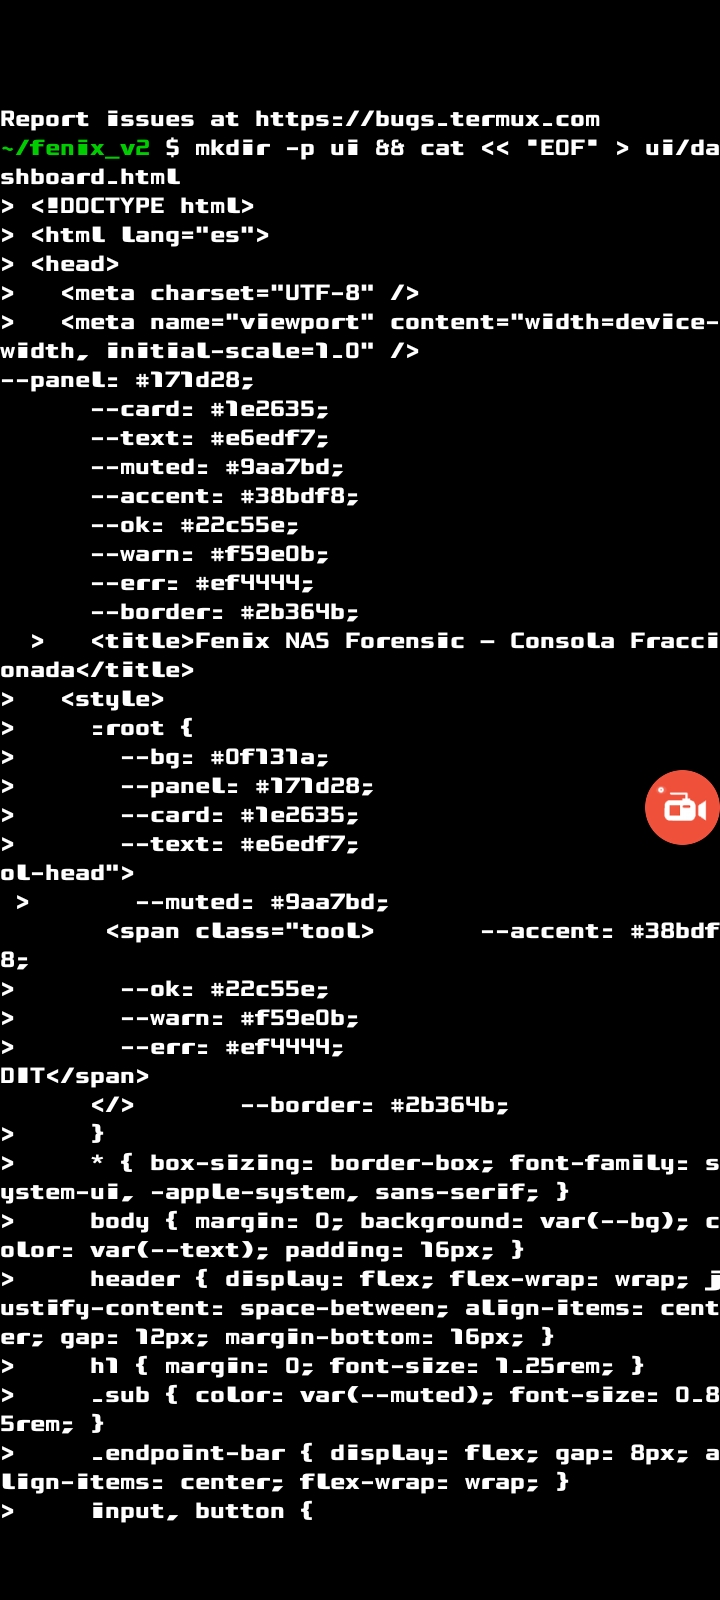 Report issues at https://bugs.termux.com
~/fenix_v2 $ mkdir -p ui && cat << "EOF" > ui/da
shboard.html
> <!DOCTYPE html>
> <html lang="es">
> <head>
>   <meta charset="UTF-8" />
>   <meta name="viewport" content="width=device-
width, initial-scale=1.0" />
--panel: #171d28;
      --card: #1e2635;
      --text: #e6edf7;
      --muted: #9aa7bd;
      --accent: #38bdf8;
      --ok: #22c55e;
      --warn: #f59e0b;
      --err: #ef4444;
      --border: #2b364b;
  >   <title>Fenix NAS Forensic — Consola Fracci
onada</title>
>   <style>
>     :root {
>       --bg: #0f131a;
>       --panel: #171d28;
>       --card: #1e2635;
>       --text: #e6edf7;
ol-head">
 >       --muted: #9aa7bd;
       <span class="tool>       --accent: #38bdf
8;
>       --ok: #22c55e;
>       --warn: #f59e0b;
>       --err: #ef4444;
DIT</span>
      </>       --border: #2b364b;
>     }
>     * { box-sizing: border-box; font-family: s
ystem-ui, -apple-system, sans-serif; }
>     body { margin: 0; background: var(--bg); c
olor: var(--text); padding: 16px; }
>     header { display: flex; flex-wrap: wrap; j
ustify-content: space-between; align-items: cent
er; gap: 12px; margin-bottom: 16px; }
>     h1 { margin: 0; font-size: 1.25rem; }
>     .sub { color: var(--muted); font-size: 0.8
5rem; }
>     .endpoint-bar { display: flex; gap: 8px; a
lign-items: center; flex-wrap: wrap; }
>     input, button {